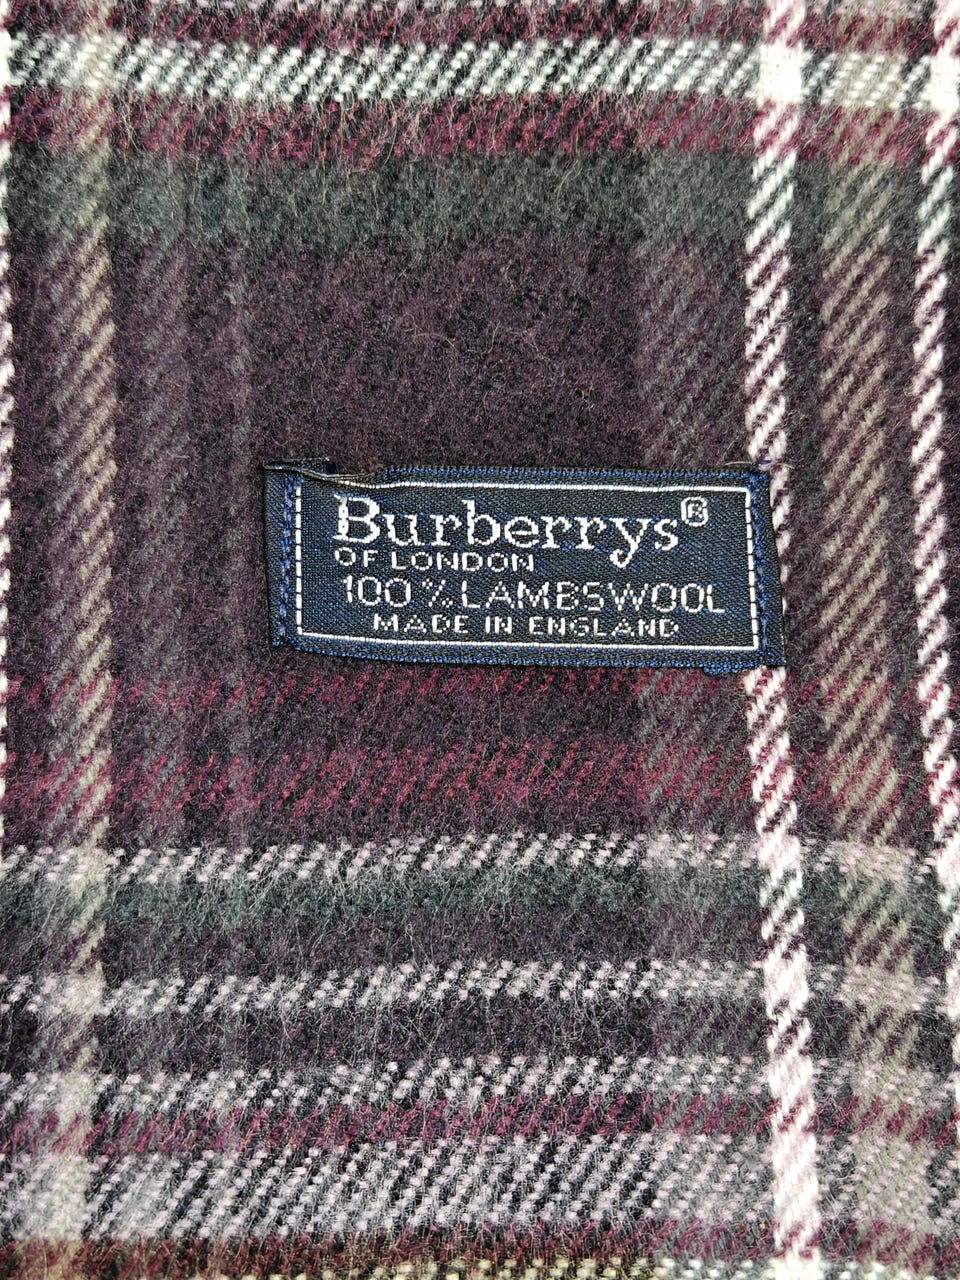 Burberrys®
OF LONDON
100% LAMBSWOOL
MADE IN ENGLAND